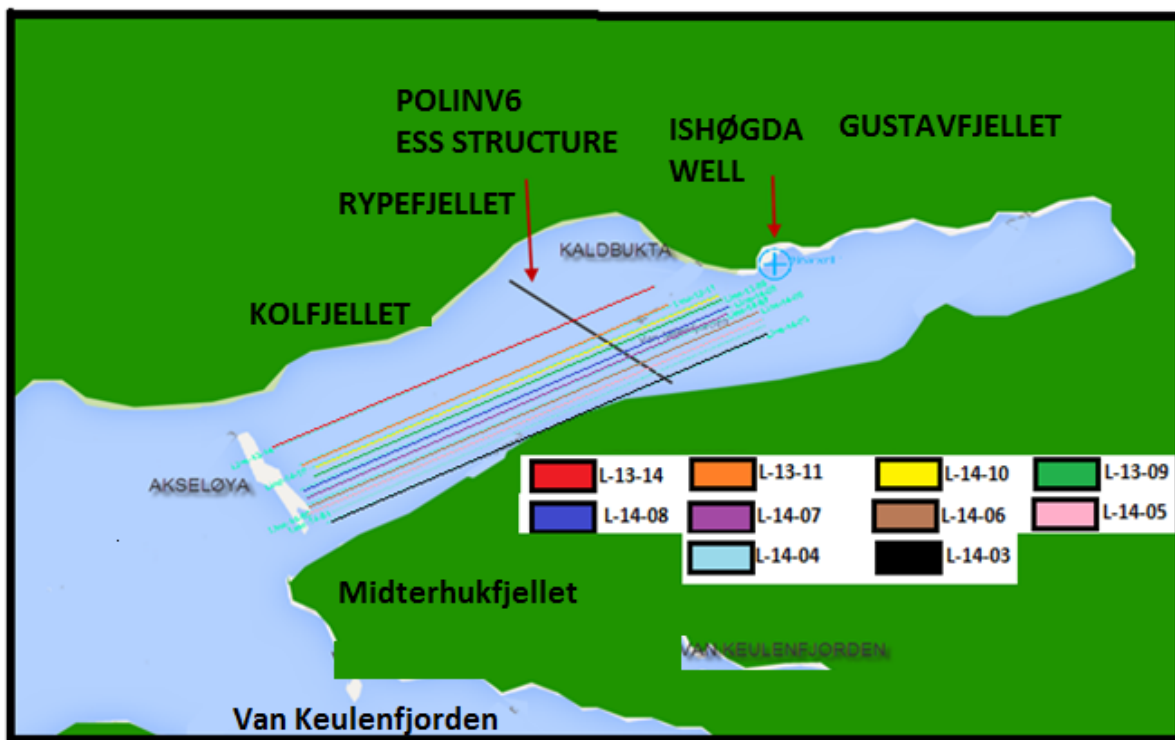 POLINV6
ESS STRUCTURE
ISHØGDA
WELL
GUSTAVFJELLET
RYPEFJELLET
KALDBUKTA
KOLFJELLET
AKSELØYA
L-13-14
L-13-11
L-14-10
L-13-09
L-14-08
L-14-07
L-14-06
L-14-05
L-14-04
L-14-03
Midterhukfjellet
VAN KEULENFJORDEN
Van Keulenfjorden